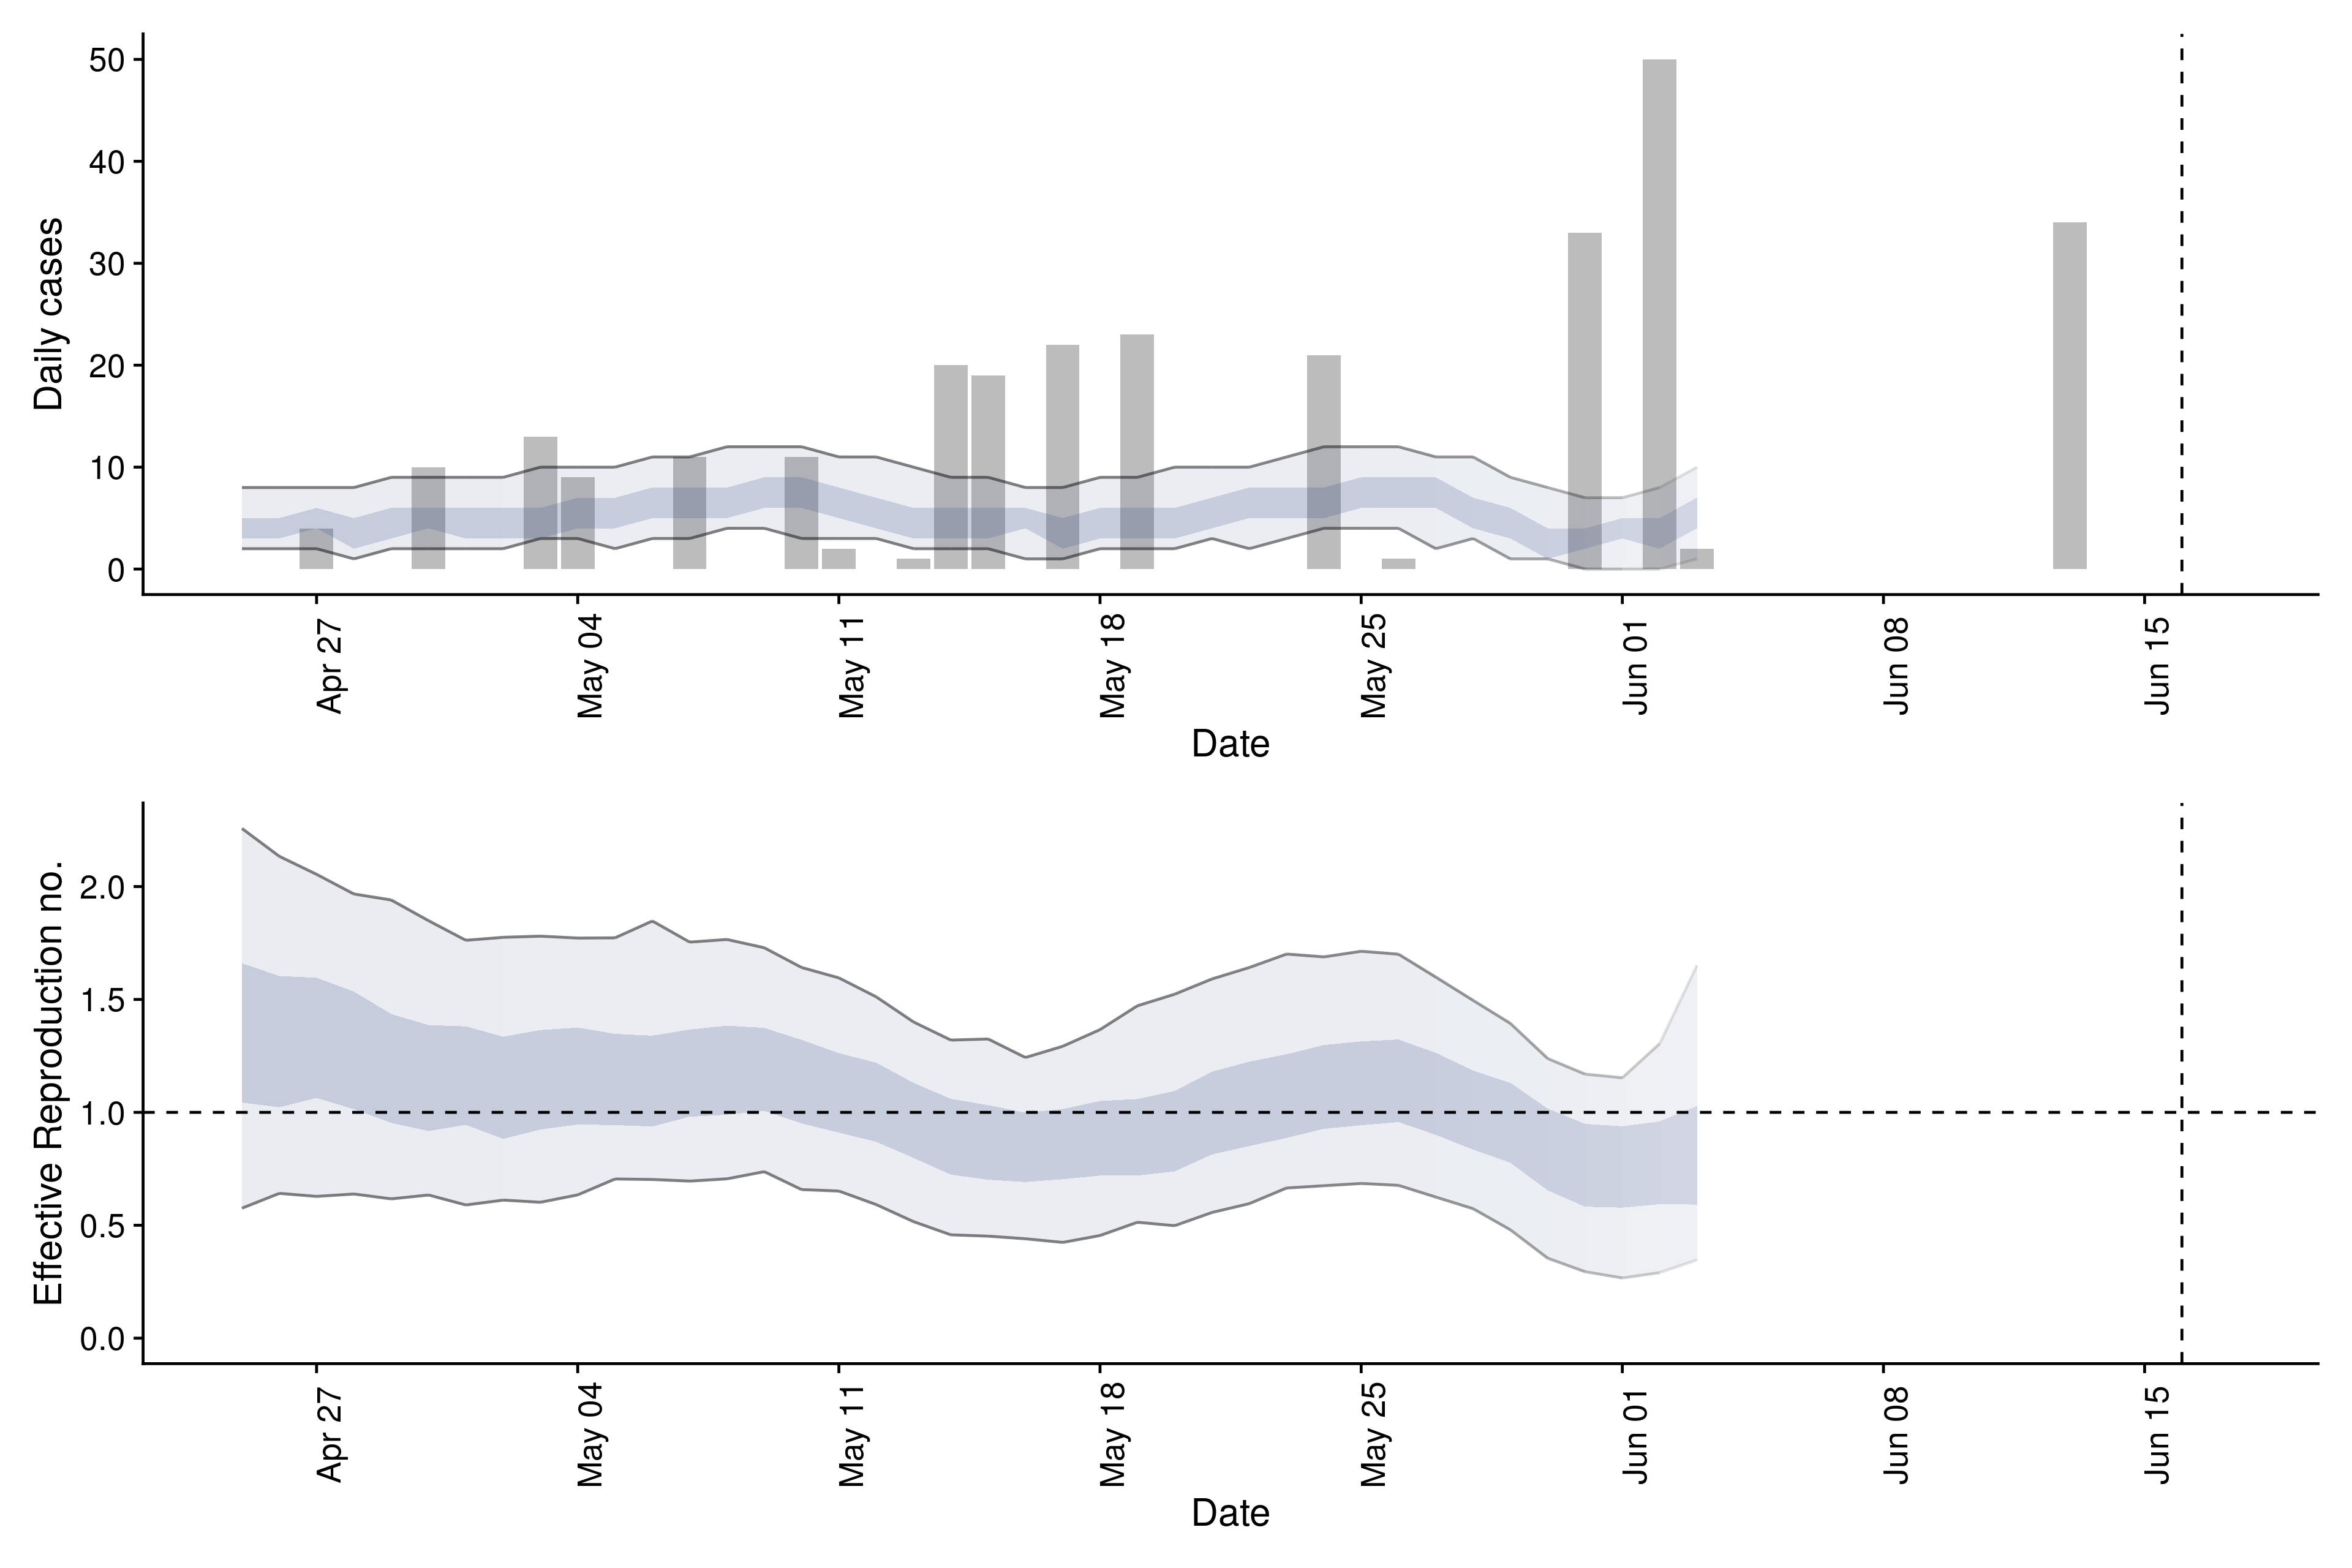 Daily cases
50
40
30
20
10
0
Apr 27
May 04
May 11
May 18
May 25
Jun 01
Jun 08
Jun 15
Date
Effective Reproduction no.
2.0
1.5
1.0
0.5
0.0
Apr 27
May 04
May 11
May 18
May 25
Jun 01
Jun 08
Jun 15
Date